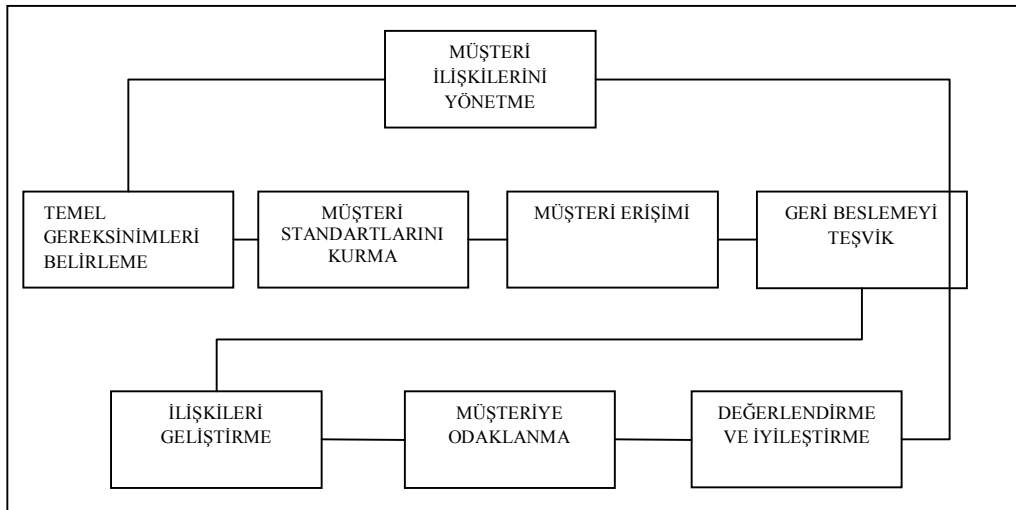 MÜŞTERİ
İLİŞKİLERİNİ
YÖNETME
TEMEL
GEREKSİNİMLERİ
BELİRLEME
MÜŞTERİ
STANDARTLARINI
KURMA
MÜŞTERİ ERİŞİMİ
GERİ BESLEMEYİ
TEŞVİK
İLİŞKİLERİ
GELİŞTİRME
MÜŞTERİYE
ODAKLANMA
DEĞERLENDİRME
VE İYİLEŞTİRME